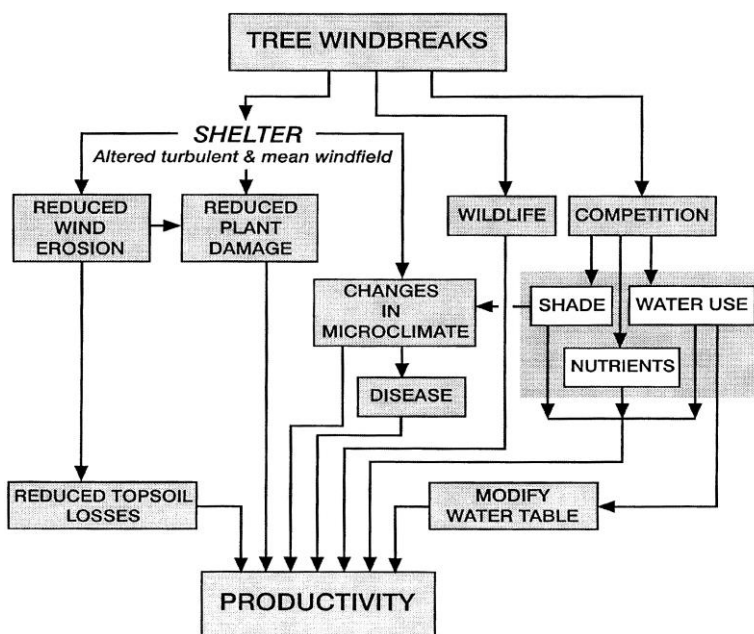 TREE WINDBREAKS
SHELTER
Altered turbulent & mean windfield
REDUCED
WIND
EROSION
REDUCED
PLANT
DAMAGE
WILDLIFE
COMPETITION
CHANGES
IN
MICROCLIMATE
SHADE
WATER USE
NUTRIENTS
DISEASE
REDUCED TOPSOIL
LOSSES
MODIFY
WATER TABLE
PRODUCTIVITY